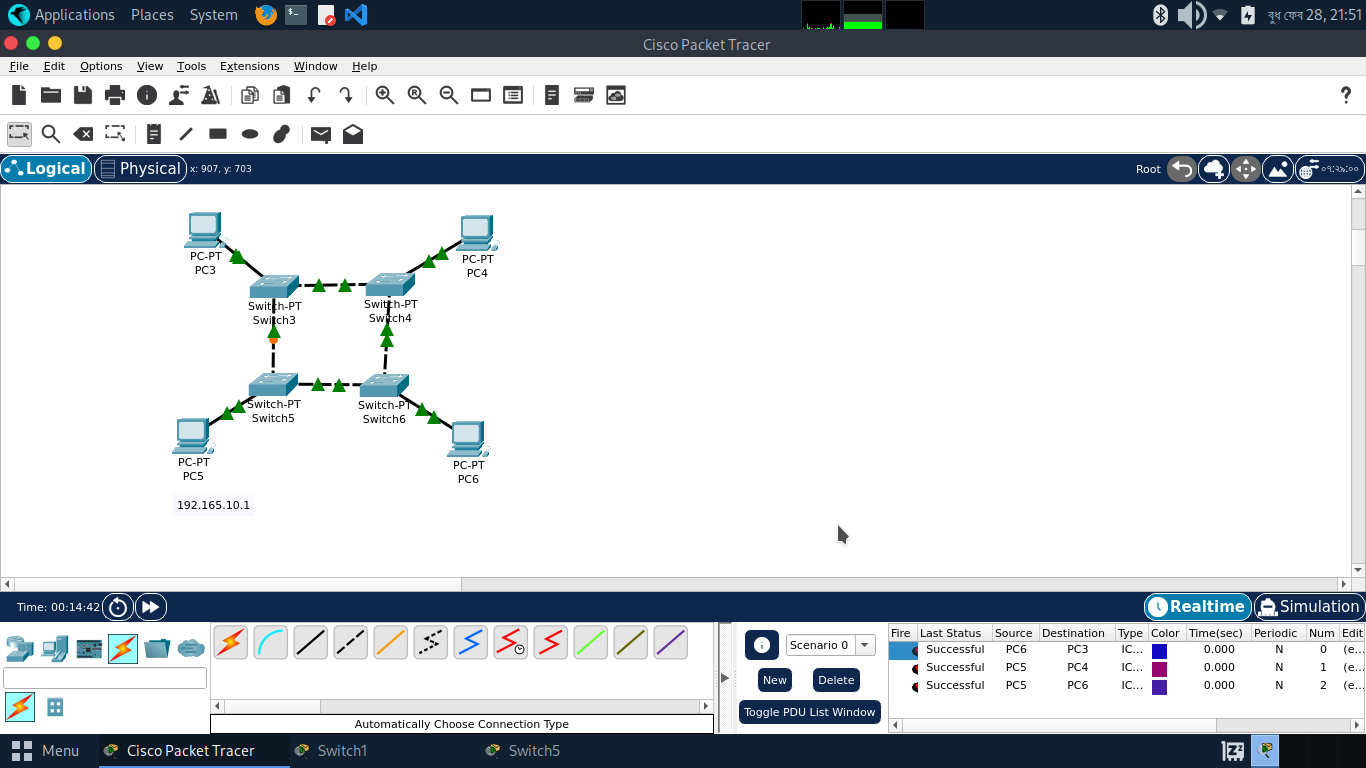 Applications Places System বুধ ফেব 28, 21:51
Cisco Packet Tracer
File Edit Options View Tools Extensions Window Help
?
Logical Physical x: 907, y: 703 Root ০৭:২৯:০০
PC-PT
PC3
PC-PT
PC4
Switch-PT
Switch3
Switch-PT
Switch4
Switch-PT
Switch5
Switch-PT
Switch6
PC-PT
PC5
PC-PT
PC6
192.165.10.1
Time: 00:14:42 Realtime Simulation
Scenario 0
New Delete
Toggle PDU List Window
Automatically Choose Connection Type
Fire Last Status Source Destination Type Color Time(sec) Periodic Num Edit
Successful PC6 PC3 IC... 0.000 N 0 (e...
Successful PC5 PC4 IC... 0.000 N 1 (e...
Successful PC5 PC6 IC... 0.000 N 2 (e...
Menu Cisco Packet Tracer Switch1 Switch5